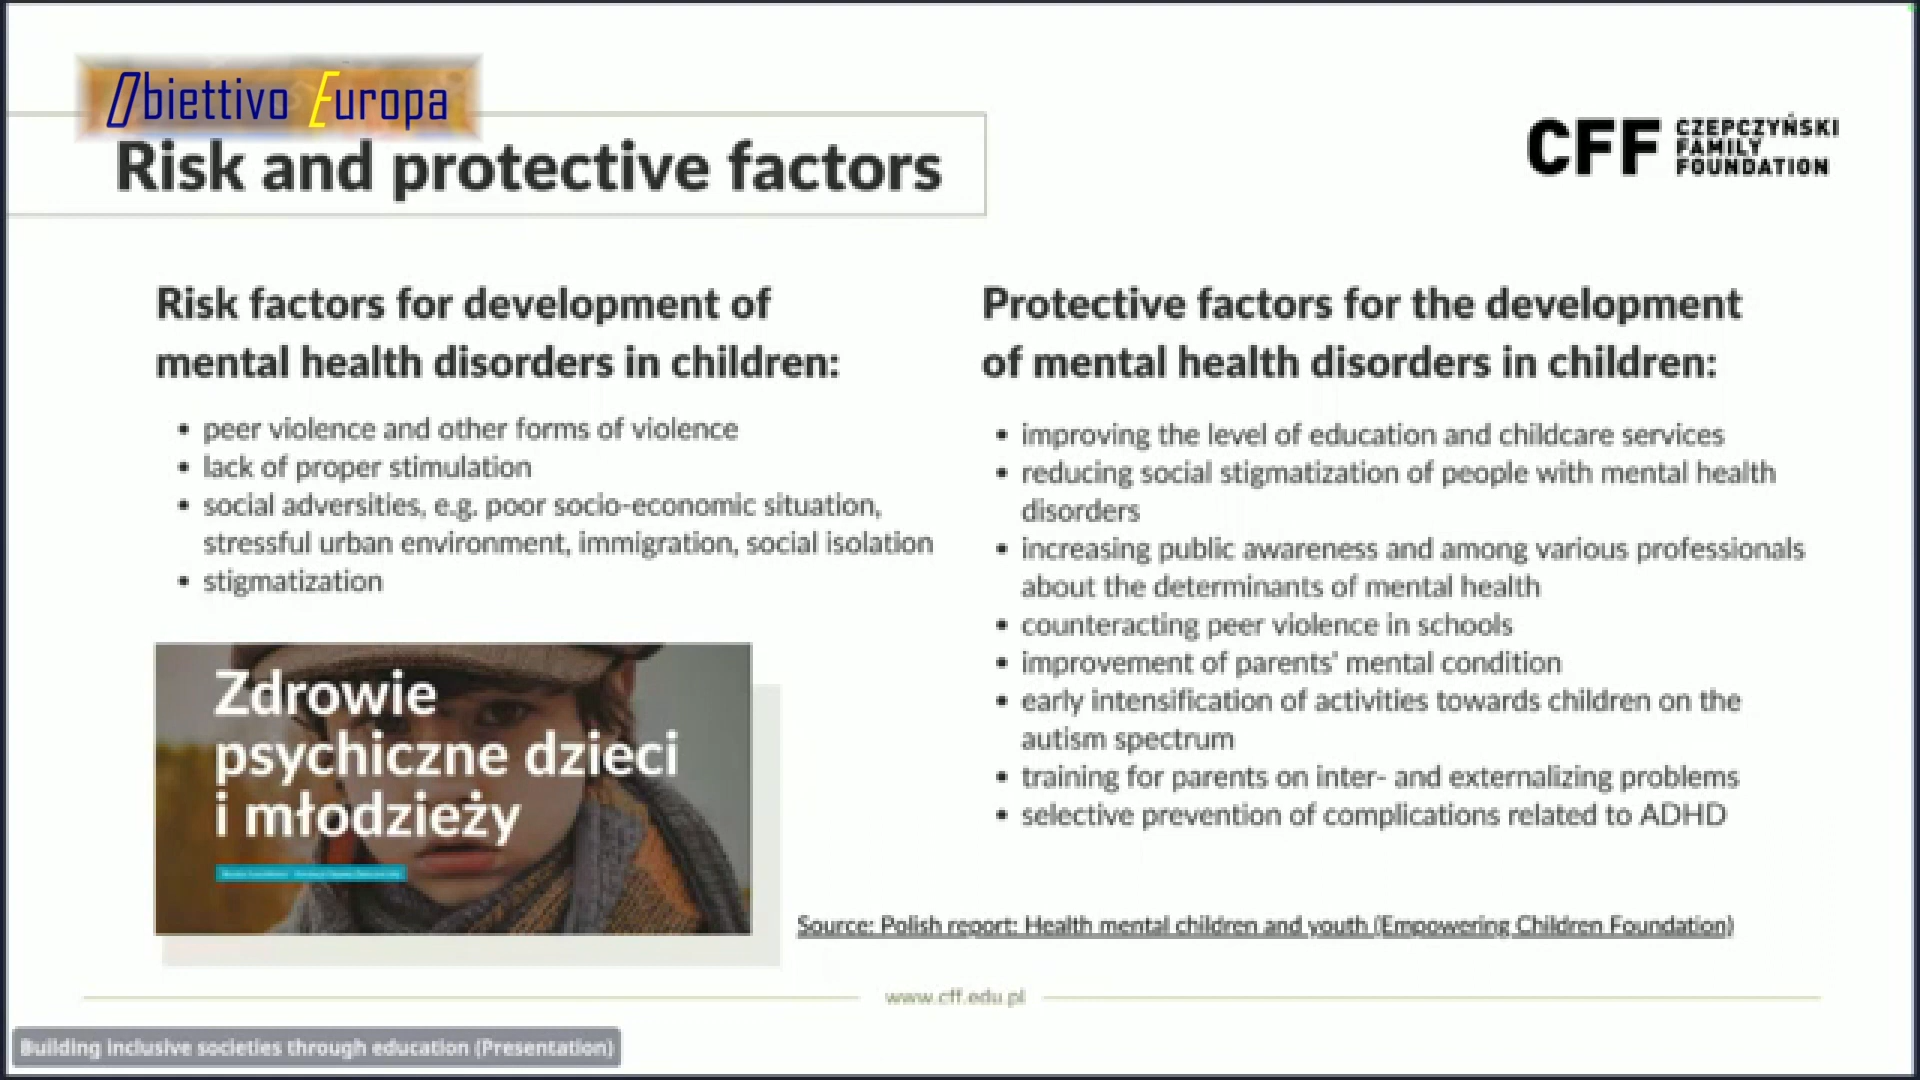 Obiettivo Europa
Risk and protective factors
CFF CZEPCZYŃSKI
FAMILY
FOUNDATION
Risk factors for development of
mental health disorders in children:
• peer violence and other forms of violence
• lack of proper stimulation
• social adversities, e.g. poor socio-economic situation,
stressful urban environment, immigration, social isolation
• stigmatization
Zdrowie
psychiczne dzieci
i młodzieży
Protective factors for the development
of mental health disorders in children:
• improving the level of education and childcare services
• reducing social stigmatization of people with mental health
disorders
• increasing public awareness and among various professionals
about the determinants of mental health
• counteracting peer violence in schools
• improvement of parents' mental condition
• early intensification of activities towards children on the
autism spectrum
• training for parents on inter- and externalizing problems
• selective prevention of complications related to ADHD
Source: Polish report: Health mental children and youth (Empowering Children Foundation)
www.cff.edu.pl
Building inclusive societies through education (Presentation)